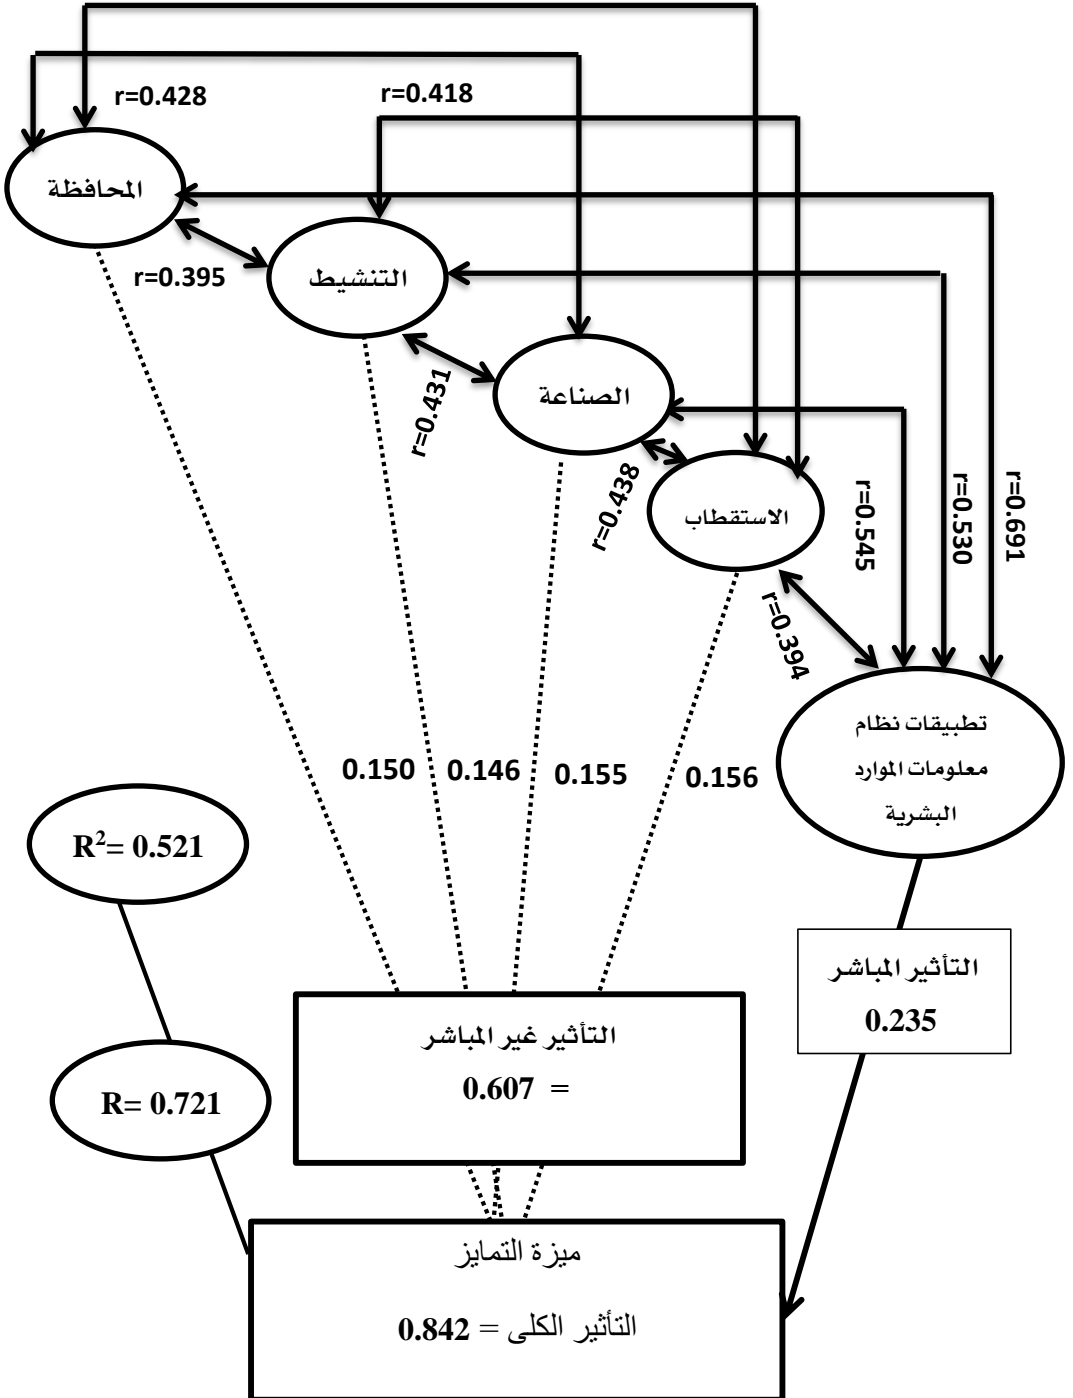 r=0.428
r=0.418
المحافظة
r=0.395
التنشيط
r=0.431
الصناعة
r=0.438
الاستقطاب
r=0.545
r=0.530
r=0.691
r=0.394
تطبيقات نظام
معلومات الموارد
البشرية
0.150
0.146
0.155
0.156
R²= 0.521
التأثير المباشر
0.235
التأثير غير المباشر
0.607 =
R= 0.721
ميزة التمايز
التأثير الكلى = 0.842